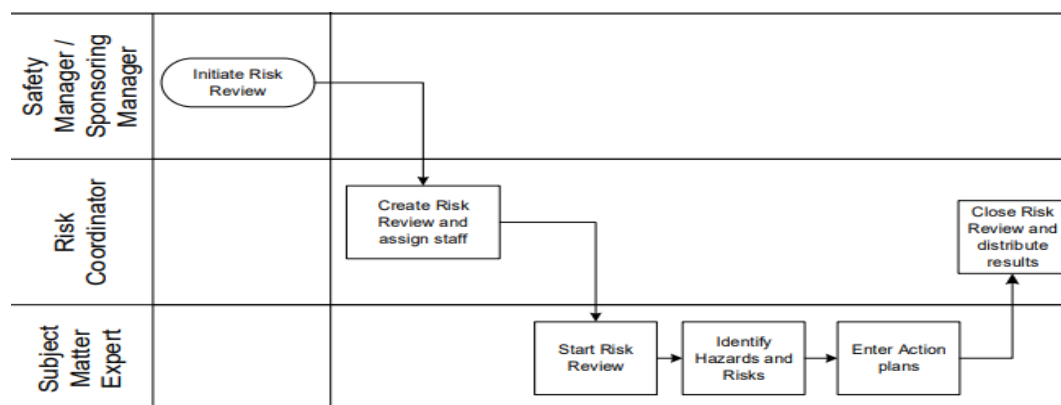 Safety
Manager /
Sponsoring
Manager
Initiate Risk
Review
Risk
Coordinator
Create Risk
Review and
assign staff
Close Risk
Review and
distribute
results
Subject
Matter
Expert
Start Risk
Review
Identify
Hazards and
Risks
Enter Action
plans